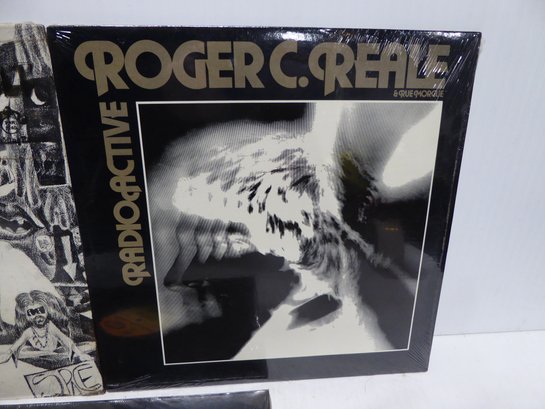 ROGER C. REALE
& RUE MORGUE
RADIOACTIVE